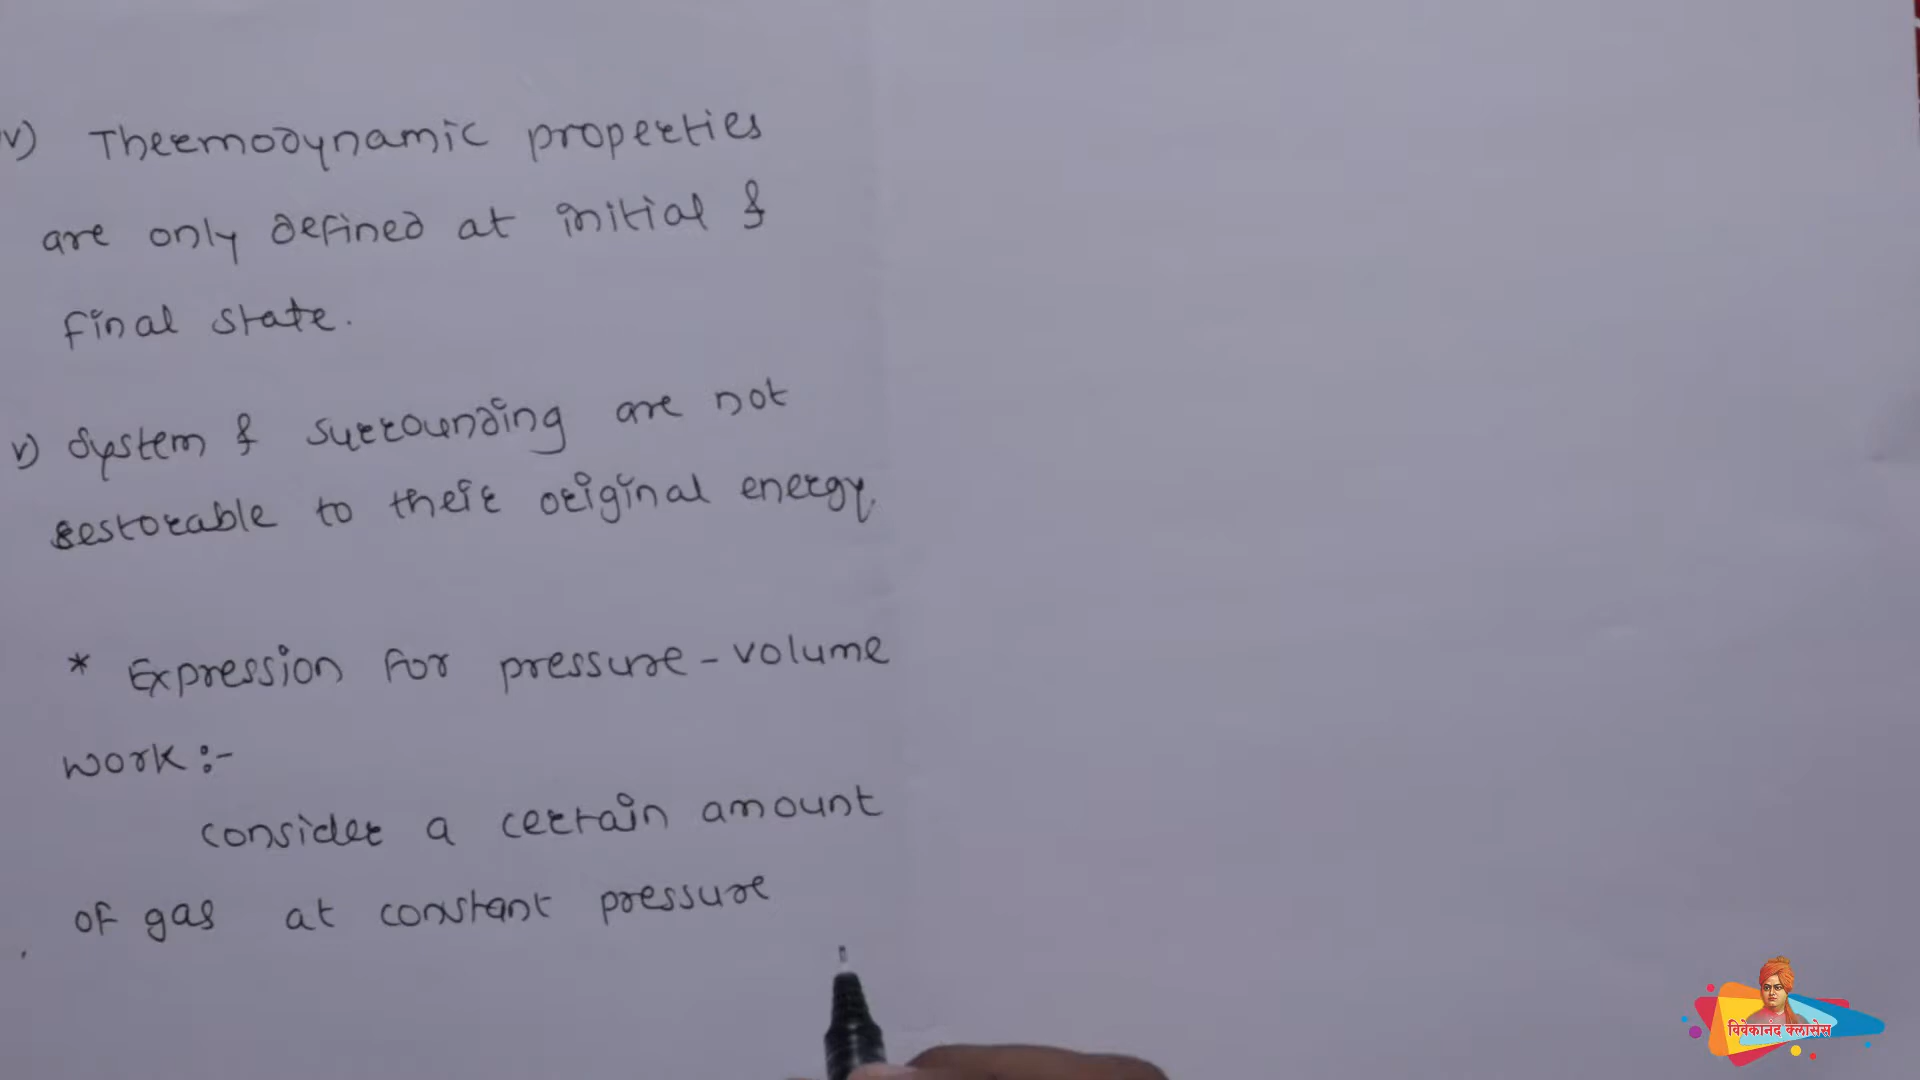 v) Thermodynamic properties
are only defined at initial &
final state.
v) System & surrounding are not
restorable to their original energy.
* Expression for pressure-volume
work:-
consider a certain amount
of gas at constant pressure
विवेकानंद क्लासेस